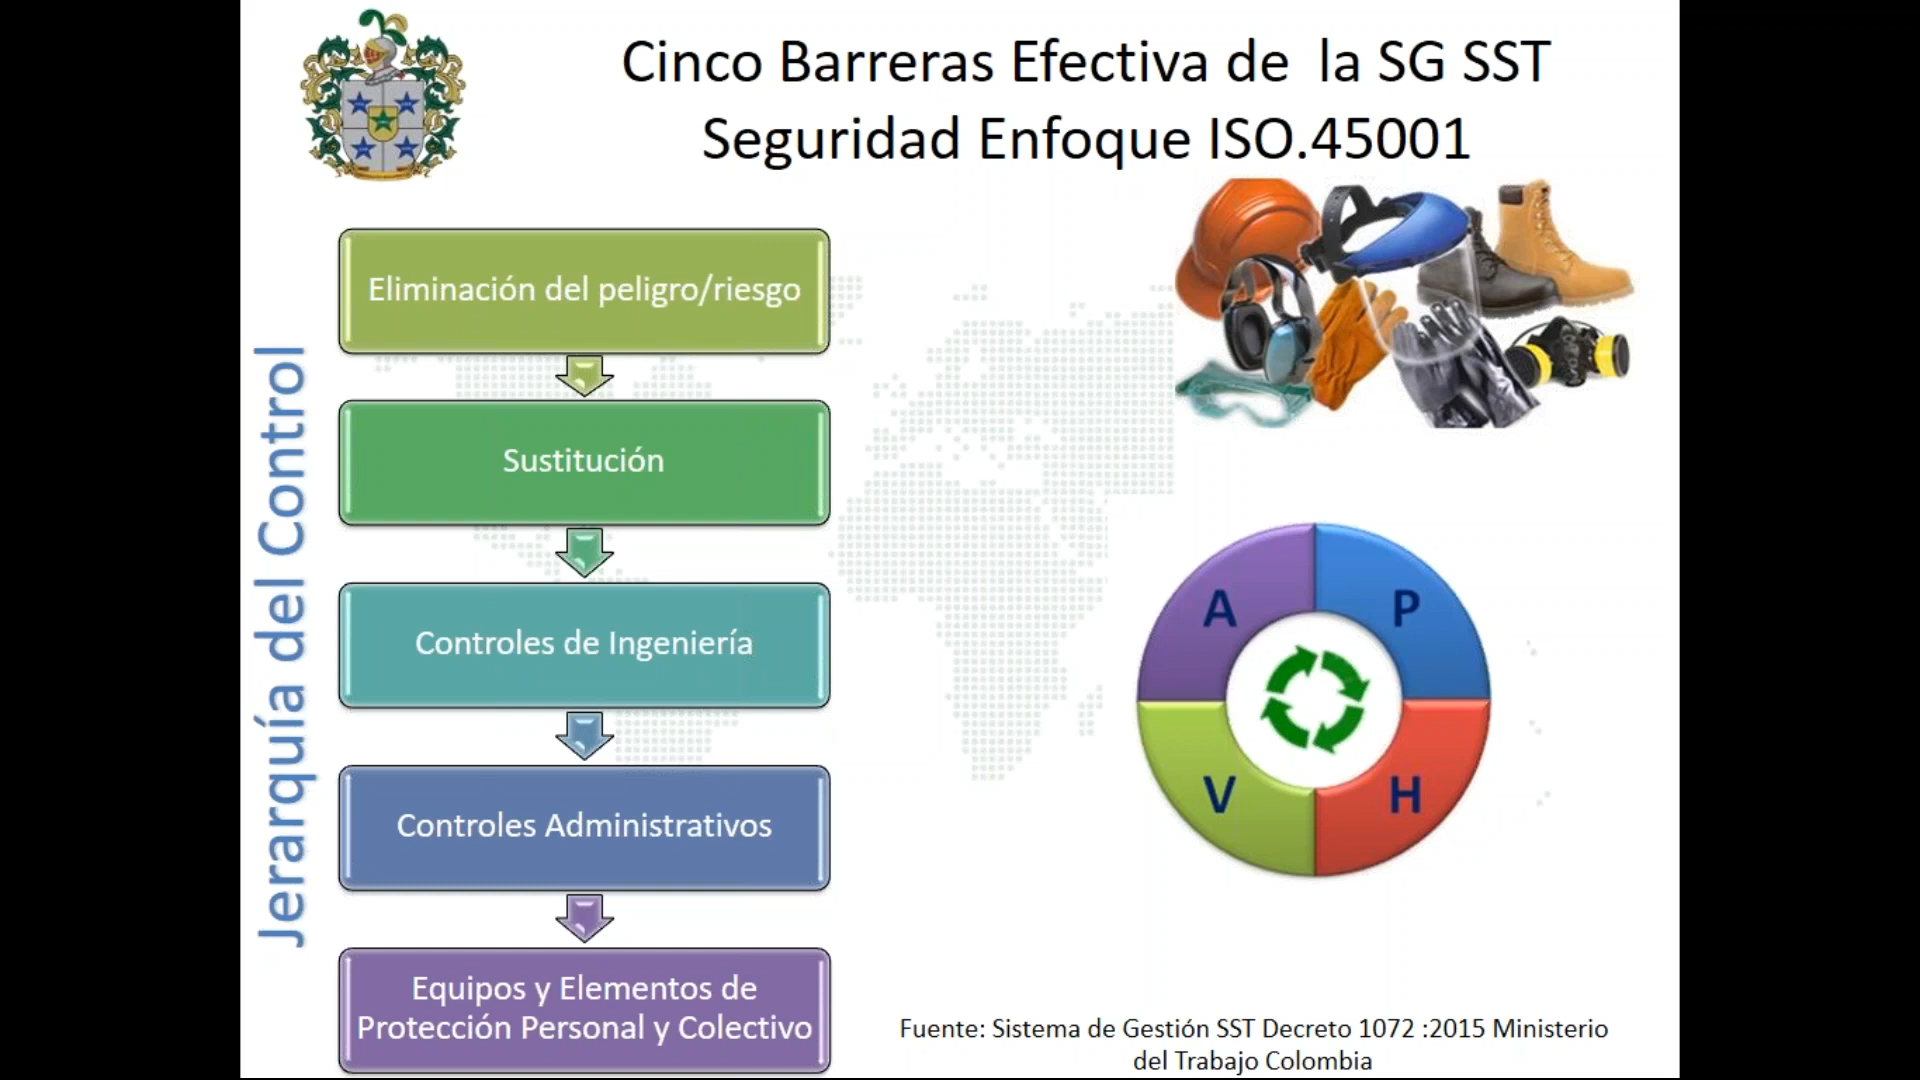 Cinco Barreras Efectiva de  la SG SST
Seguridad Enfoque ISO.45001
Jerarquía del Control
Eliminación del peligro/riesgo
Sustitución
Controles de Ingeniería
Controles Administrativos
Equipos y Elementos de
Protección Personal y Colectivo
A
P
V
H
Fuente: Sistema de Gestión SST Decreto 1072 :2015 Ministerio
del Trabajo Colombia